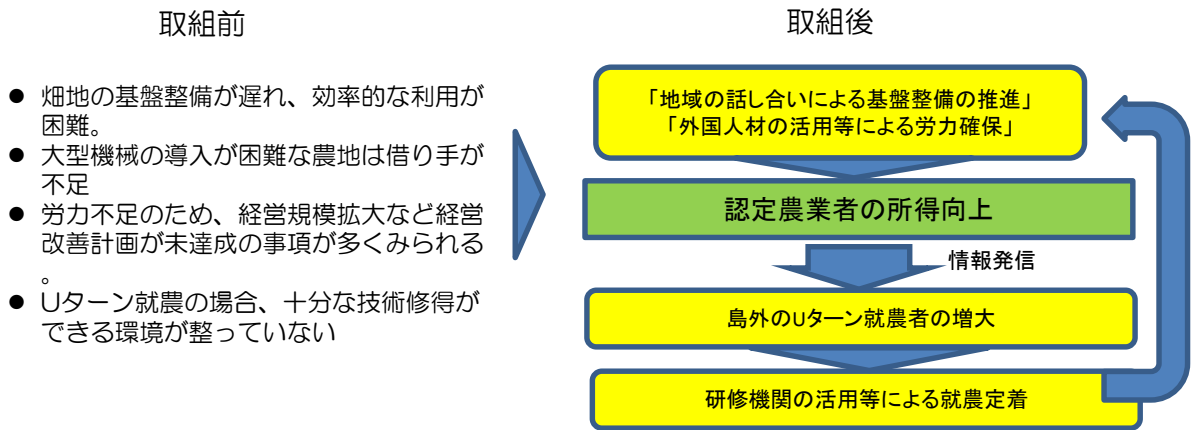 取組前
● 畑地の基盤整備が遅れ、効率的な利用が
困難。
● 大型機械の導入が困難な農地は借り手が
不足
● 労力不足のため、経営規模拡大など経営
改善計画が未達成の事項が多くみられる
。
● Uターン就農の場合、十分な技術修得が
できる環境が整っていない
取組後
「地域の話し合いによる基盤整備の推進」
「外国人材の活用等による労力確保」
認定農業者の所得向上
情報発信
島外のUターン就農者の増大
研修機関の活用等による就農定着